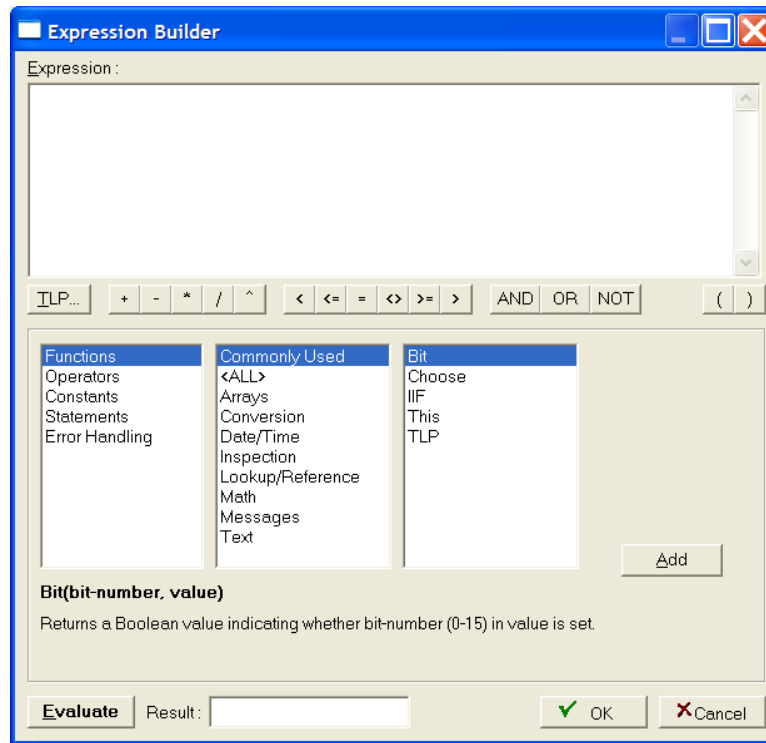 Expression Builder
Expression :
TLP... + - * / ^ < <= = <> >= > AND OR NOT ( )
Functions
Operators
Constants
Statements
Error Handling
Commonly Used
<ALL>
Arrays
Conversion
Date/Time
Inspection
Lookup/Reference
Math
Messages
Text
Bit
Choose
IIF
This
TLP
Add
Bit(bit-number, value)
Returns a Boolean value indicating whether bit-number (0-15) in value is set.
Evaluate Result : OK Cancel